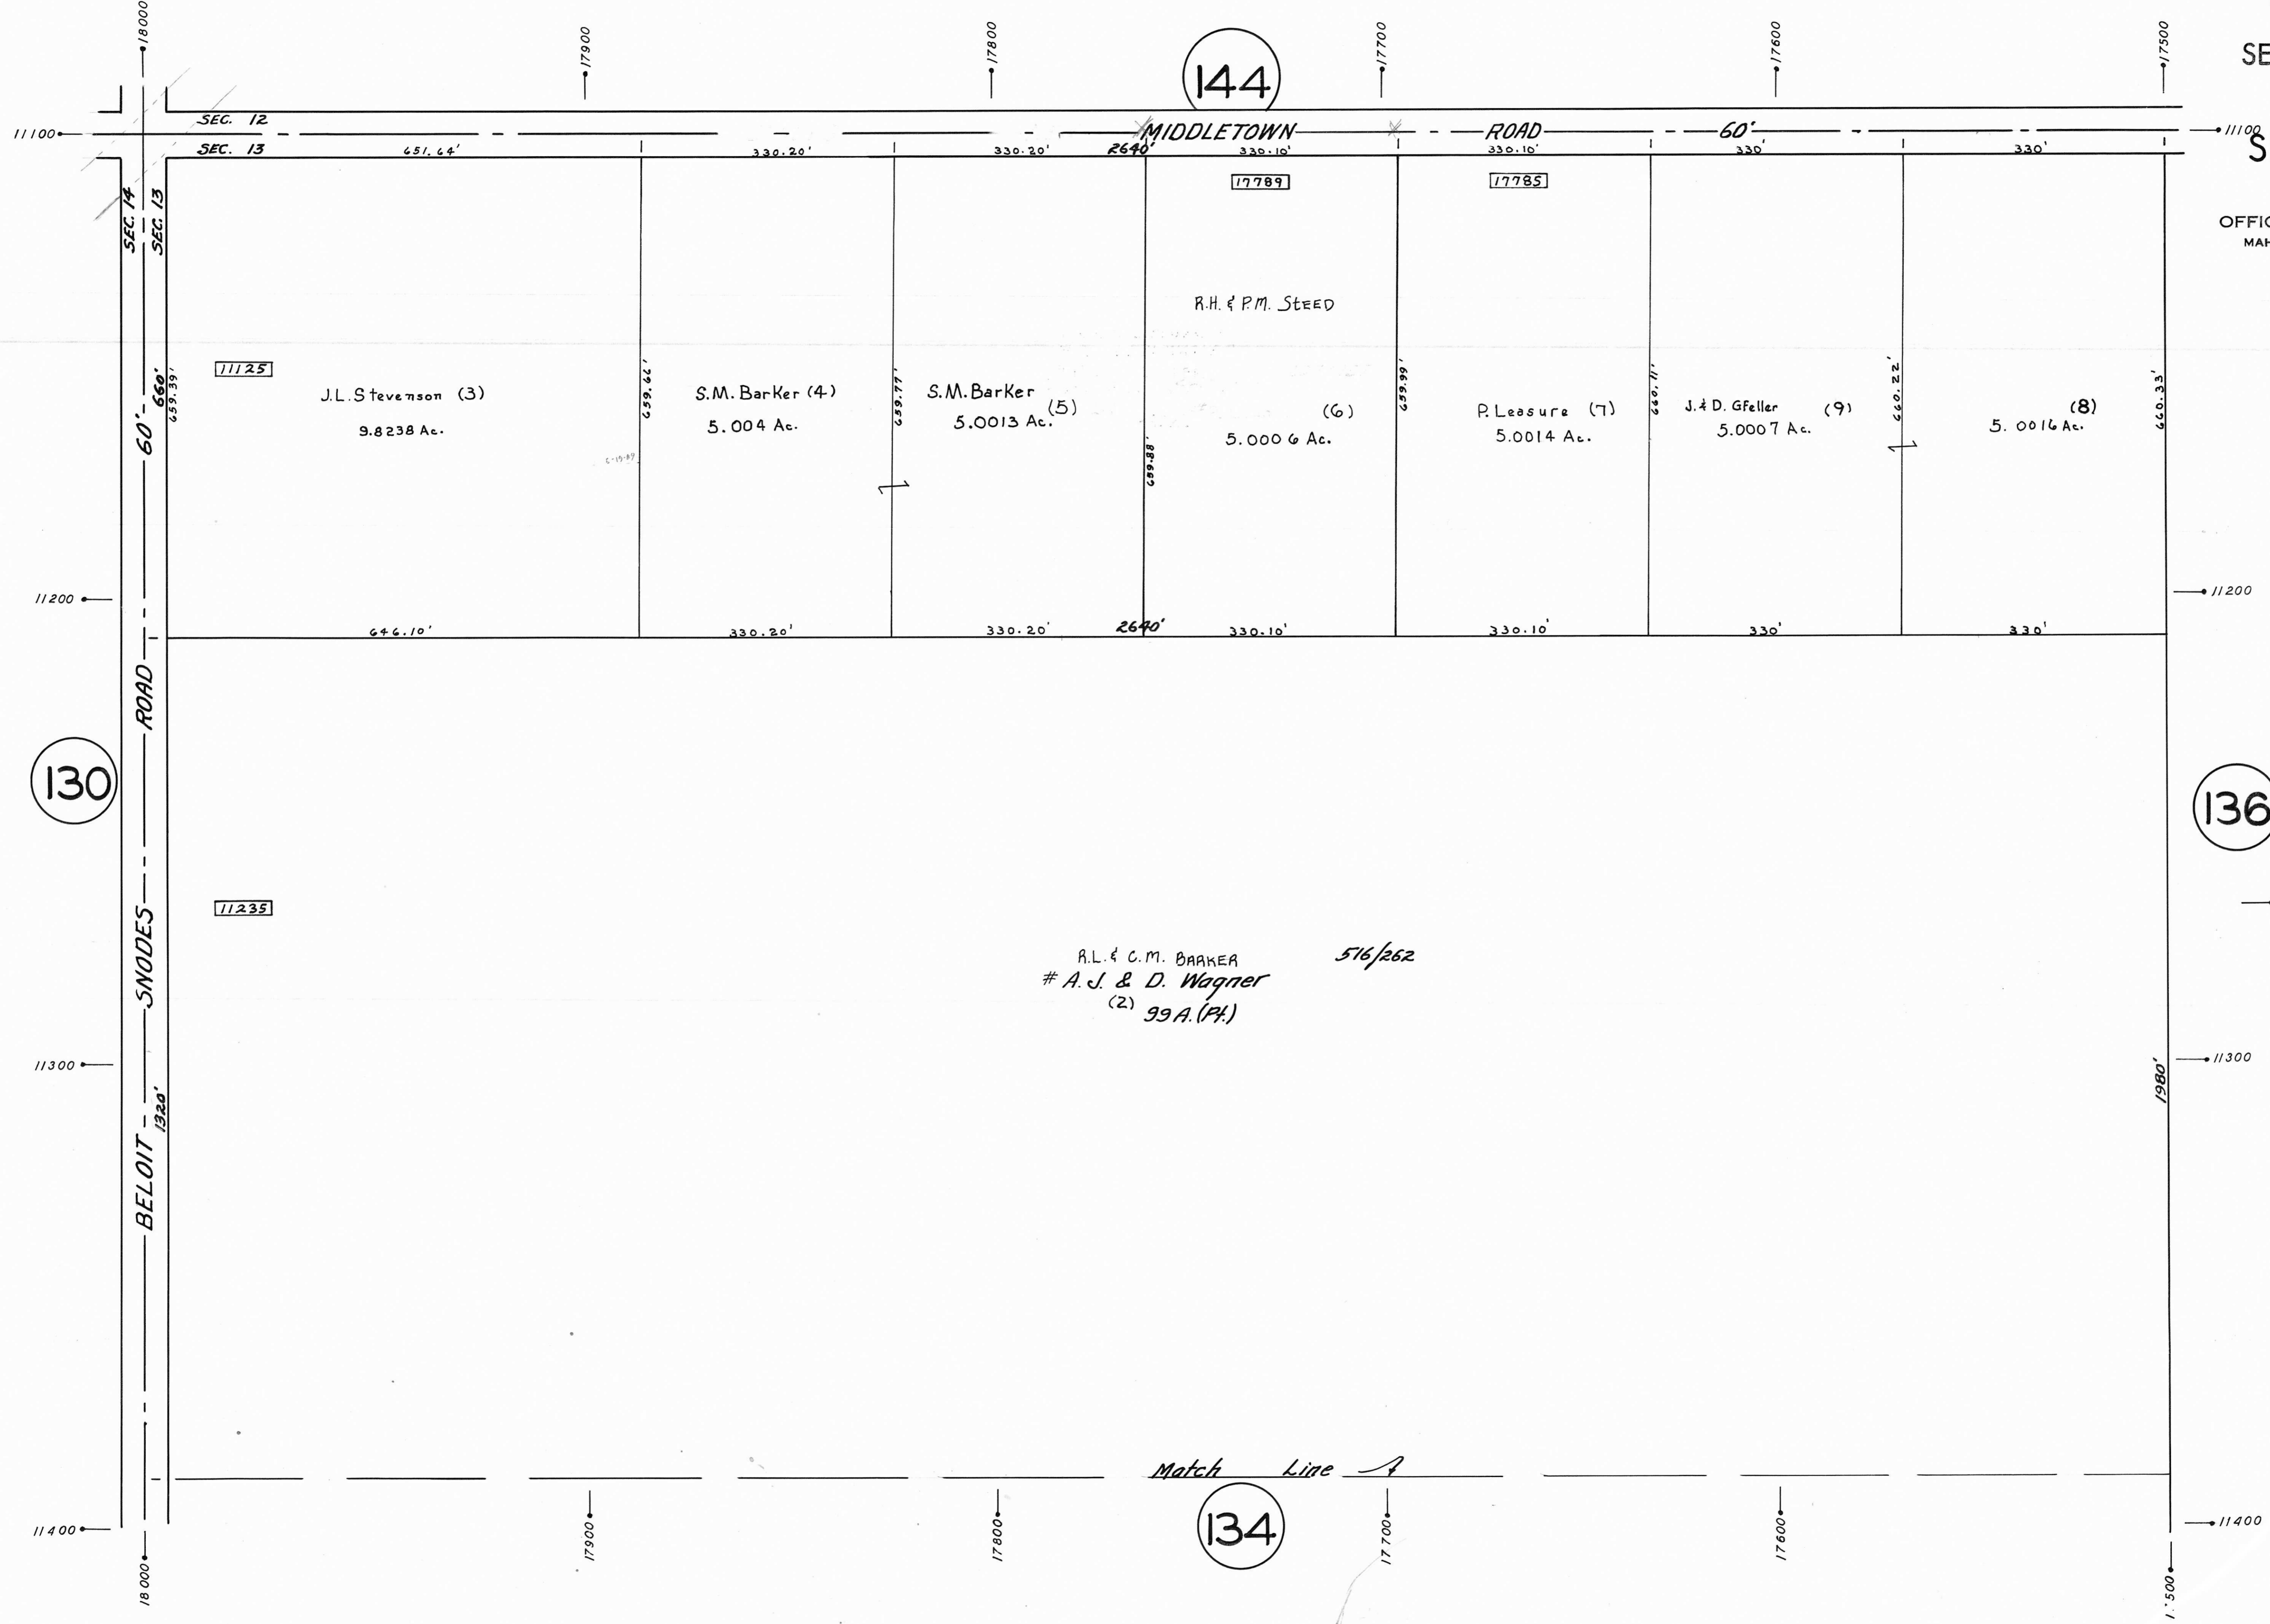 18000
17900
17800
144
17700
17600
17500
SE
SEC. 12
11100
MIDDLETOWN ROAD 60'
11100
SEC. 13
651.64'
330.20'
330.20'
2640'
330.10'
330.10'
330'
330'
S
17789
17785
SEC. 14
SEC. 13
OFFIC
MAH
R.H. & P.M. STEED
11125
660'
659.39'
J.L. Stevenson (3)
9.8238 Ac.
659.66'
S.M. Barker (4)
5.004 Ac.
659.77'
S.M. Barker
(5)
5.0013 Ac.
659.88'
(6)
5.0006 Ac.
659.99'
P. Leasure (7)
5.0014 Ac.
660.11'
J. & D. Gfeller (9)
5.0007 Ac.
660.22'
(8)
5.0016 Ac.
660.33'
6-19-89
11200
11200
646.10'
330.20'
330.20'
2640'
330.10'
330.10'
330'
330'
BELOIT SNODES ROAD 60'
130
136
11235
R.L. & C.M. BARKER
516/262
# A. J. & D. Wagner
(2)
99 A. (Pt.)
11300
1320'
1980'
11300
Match Line A
134
11400
11400
18000
17900
17800
17700
17600
1.500